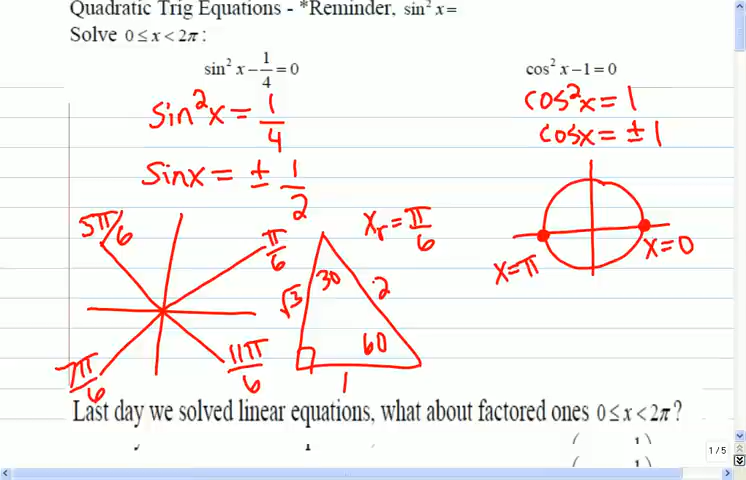 Quadratic Trig Equations - *Reminder, sin² x=
Solve 0 ≤ x < 2π :
sin² x - 1/4 = 0
sin²x = 1/4
sinx = ± 1/2
xr = π/6
5π/6
π/6
7π/6
11π/6
30
√3
2
60
1
cos² x - 1 = 0
cos²x = 1
cosx = ± 1
x = π
x = 0
Last day we solved linear equations, what about factored ones 0 ≤ x < 2π ?
1 / 5